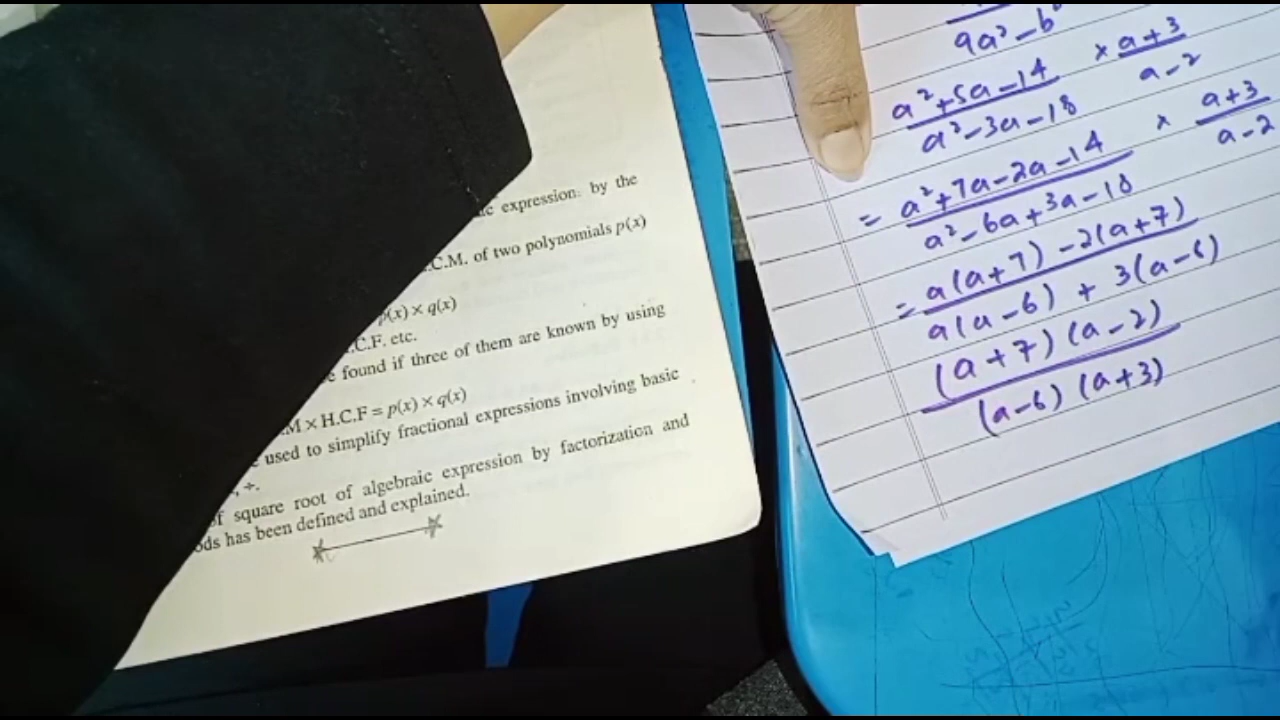 expression: by the
C.M. of two polynomials p(x)
p(x) × q(x)
C.F. etc.
found if three of them are known by using
M × H.C.F = p(x) × q(x)
used to simplify fractional expressions involving basic
, ÷.
of square root of algebraic expression by factorization and
ods has been defined and explained.
9a² - b²
a² + 5a - 14 / a² - 3a - 18 × a + 3 / a - 2
= a² + 7a - 2a - 14 / a² - 6a + 3a - 18 × a + 3 / a - 2
= a(a + 7) - 2(a + 7) / a(a - 6) + 3(a - 6)
(a + 7) (a - 2) / (a - 6) (a + 3)